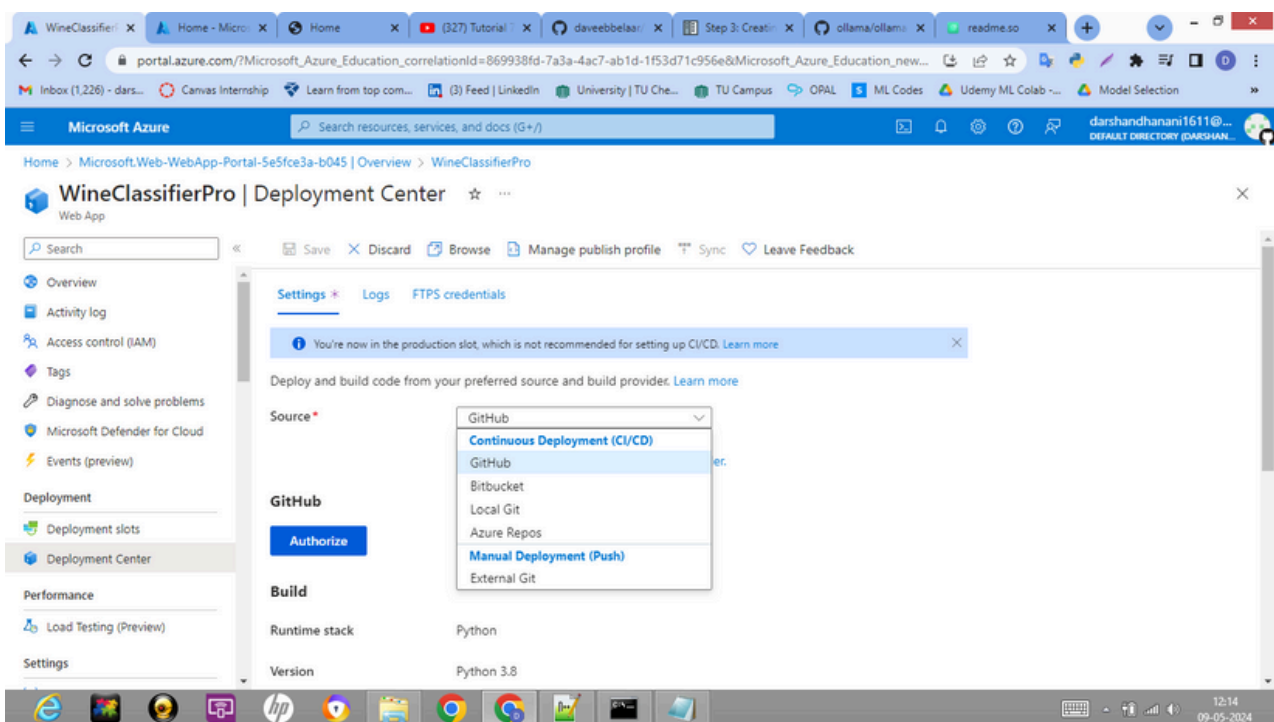 WineClassifierI
Home - Micro
Home
(327) Tutorial
daveebbelaar
Step 3: Creatin
ollama/ollama
readme.so
portal.azure.com/?Microsoft_Azure_Education_correlationId=869938fd-7a3a-4ac7-ab1d-1f53d71c956e&Microsoft_Azure_Education_new...
D
Inbox (1,226) - dars...
Canvas Internship
Learn from top com...
(3) Feed | LinkedIn
University | TU Che...
TU Campus
OPAL
ML Codes
Udemy ML Colab -...
Model Selection
»
Microsoft Azure
Search resources, services, and docs (G+/)
darshandhanani1611@...
DEFAULT DIRECTORY (DARSHAN...
Home > Microsoft.Web-WebApp-Portal-5e5fce3a-b045 | Overview > WineClassifierPro
WineClassifierPro | Deployment Center
Web App
Search
«
Save
Discard
Browse
Manage publish profile
Sync
Leave Feedback
Overview
Activity log
Access control (IAM)
Tags
Diagnose and solve problems
Microsoft Defender for Cloud
Events (preview)
Deployment
Deployment slots
Deployment Center
Performance
Load Testing (Preview)
Settings
Settings *
Logs
FTPS credentials
You're now in the production slot, which is not recommended for setting up CI/CD. Learn more
Deploy and build code from your preferred source and build provider. Learn more
Source *
GitHub
Continuous Deployment (CI/CD)
GitHub
er.
Bitbucket
Local Git
Azure Repos
Manual Deployment (Push)
External Git
GitHub
Authorize
Build
Runtime stack
Python
Version
Python 3.8
12:14
09-05-2024